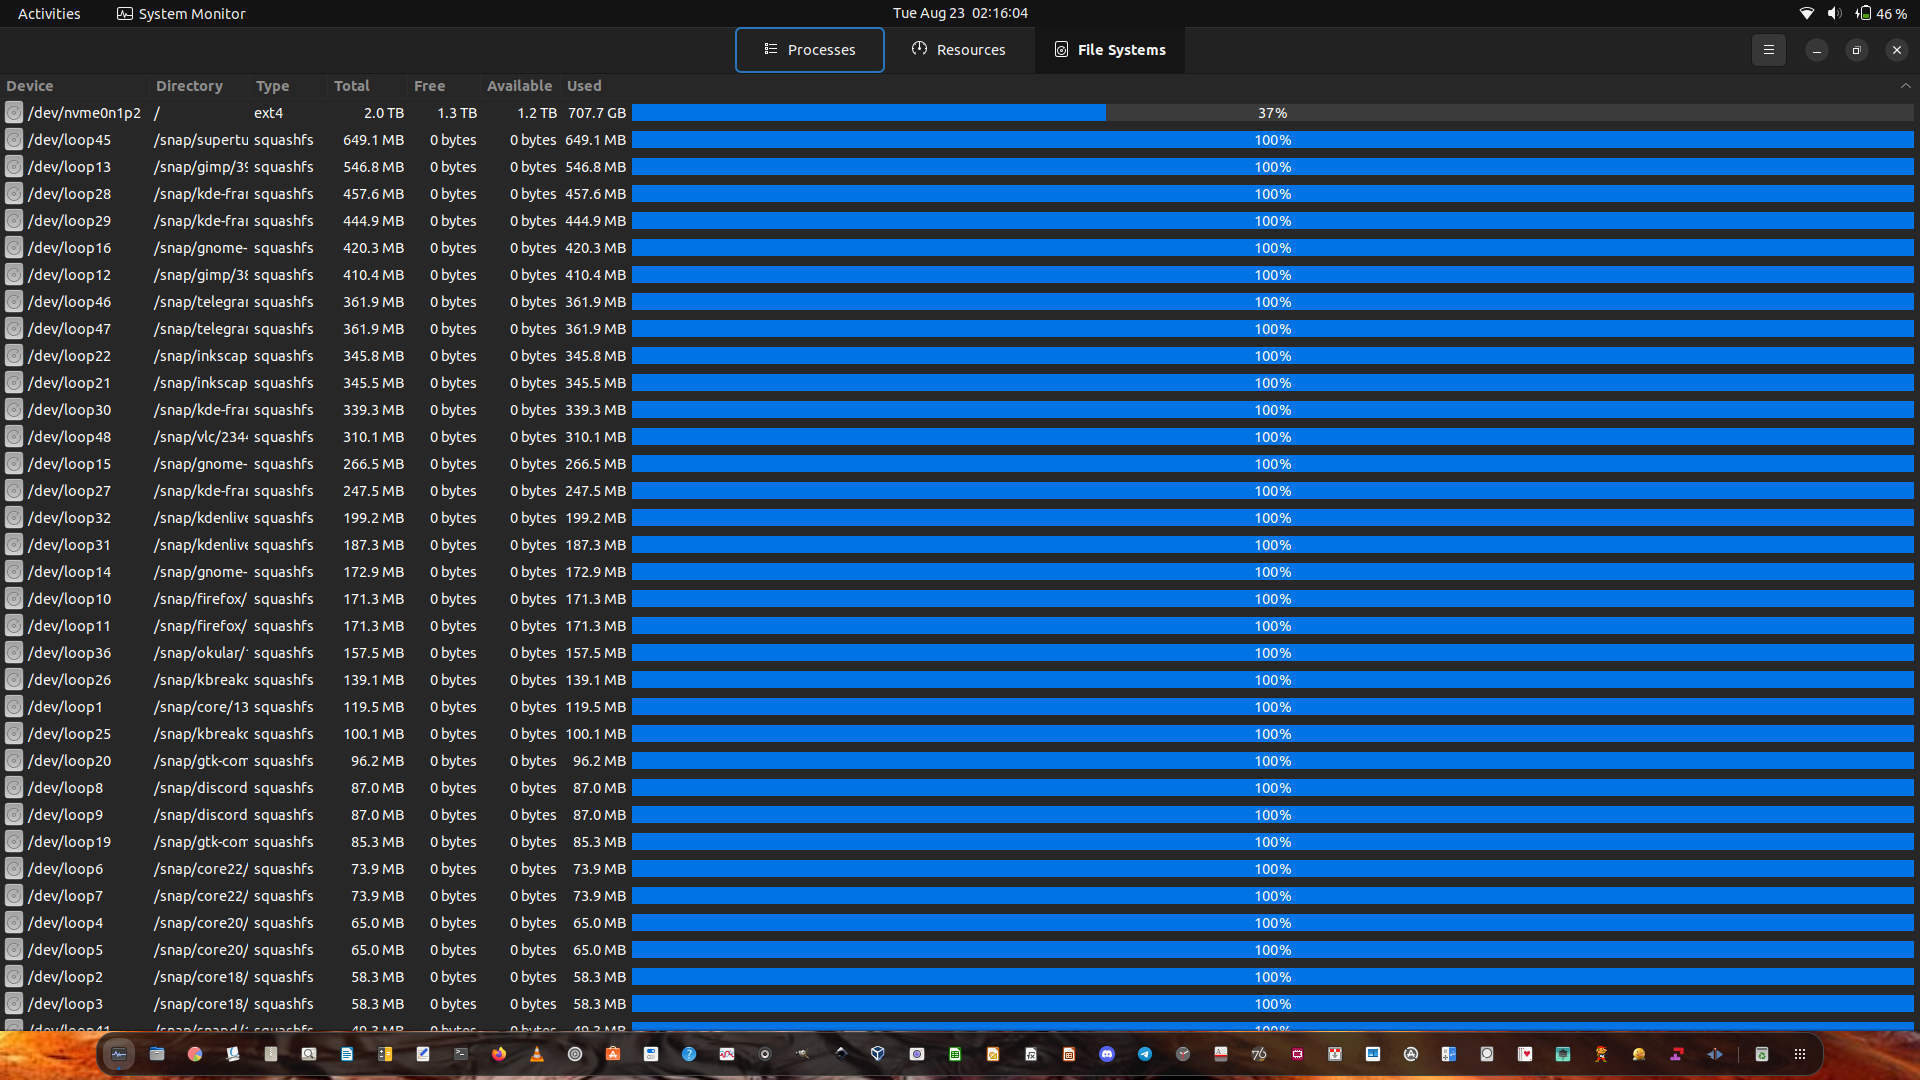 Activities System Monitor Tue Aug 23 02:16:04 46 %
Processes Resources File Systems
Device Directory Type Total Free Available Used
/dev/nvme0n1p2 / ext4 2.0 TB 1.3 TB 1.2 TB 707.7 GB 37%
/dev/loop45 /snap/supertu squashfs 649.1 MB 0 bytes 0 bytes 649.1 MB 100%
/dev/loop13 /snap/gimp/39 squashfs 546.8 MB 0 bytes 0 bytes 546.8 MB 100%
/dev/loop28 /snap/kde-fra squashfs 457.6 MB 0 bytes 0 bytes 457.6 MB 100%
/dev/loop29 /snap/kde-fra squashfs 444.9 MB 0 bytes 0 bytes 444.9 MB 100%
/dev/loop16 /snap/gnome- squashfs 420.3 MB 0 bytes 0 bytes 420.3 MB 100%
/dev/loop12 /snap/gimp/38 squashfs 410.4 MB 0 bytes 0 bytes 410.4 MB 100%
/dev/loop46 /snap/telegra squashfs 361.9 MB 0 bytes 0 bytes 361.9 MB 100%
/dev/loop47 /snap/telegra squashfs 361.9 MB 0 bytes 0 bytes 361.9 MB 100%
/dev/loop22 /snap/inkscap squashfs 345.8 MB 0 bytes 0 bytes 345.8 MB 100%
/dev/loop21 /snap/inkscap squashfs 345.5 MB 0 bytes 0 bytes 345.5 MB 100%
/dev/loop30 /snap/kde-fra squashfs 339.3 MB 0 bytes 0 bytes 339.3 MB 100%
/dev/loop48 /snap/vlc/234 squashfs 310.1 MB 0 bytes 0 bytes 310.1 MB 100%
/dev/loop15 /snap/gnome- squashfs 266.5 MB 0 bytes 0 bytes 266.5 MB 100%
/dev/loop27 /snap/kde-fra squashfs 247.5 MB 0 bytes 0 bytes 247.5 MB 100%
/dev/loop32 /snap/kdenlive squashfs 199.2 MB 0 bytes 0 bytes 199.2 MB 100%
/dev/loop31 /snap/kdenlive squashfs 187.3 MB 0 bytes 0 bytes 187.3 MB 100%
/dev/loop14 /snap/gnome- squashfs 172.9 MB 0 bytes 0 bytes 172.9 MB 100%
/dev/loop10 /snap/firefox/ squashfs 171.3 MB 0 bytes 0 bytes 171.3 MB 100%
/dev/loop11 /snap/firefox/ squashfs 171.3 MB 0 bytes 0 bytes 171.3 MB 100%
/dev/loop36 /snap/okular/ squashfs 157.5 MB 0 bytes 0 bytes 157.5 MB 100%
/dev/loop26 /snap/kbreako squashfs 139.1 MB 0 bytes 0 bytes 139.1 MB 100%
/dev/loop1 /snap/core/13 squashfs 119.5 MB 0 bytes 0 bytes 119.5 MB 100%
/dev/loop25 /snap/kbreako squashfs 100.1 MB 0 bytes 0 bytes 100.1 MB 100%
/dev/loop20 /snap/gtk-com squashfs 96.2 MB 0 bytes 0 bytes 96.2 MB 100%
/dev/loop8 /snap/discord squashfs 87.0 MB 0 bytes 0 bytes 87.0 MB 100%
/dev/loop9 /snap/discord squashfs 87.0 MB 0 bytes 0 bytes 87.0 MB 100%
/dev/loop19 /snap/gtk-com squashfs 85.3 MB 0 bytes 0 bytes 85.3 MB 100%
/dev/loop6 /snap/core22/ squashfs 73.9 MB 0 bytes 0 bytes 73.9 MB 100%
/dev/loop7 /snap/core22/ squashfs 73.9 MB 0 bytes 0 bytes 73.9 MB 100%
/dev/loop4 /snap/core20/ squashfs 65.0 MB 0 bytes 0 bytes 65.0 MB 100%
/dev/loop5 /snap/core20/ squashfs 65.0 MB 0 bytes 0 bytes 65.0 MB 100%
/dev/loop2 /snap/core18/ squashfs 58.3 MB 0 bytes 0 bytes 58.3 MB 100%
/dev/loop3 /snap/core18/ squashfs 58.3 MB 0 bytes 0 bytes 58.3 MB 100%
/dev/loop41 /snap/snapd/ squashfs 49.3 MB 0 bytes 0 bytes 49.3 MB 100%